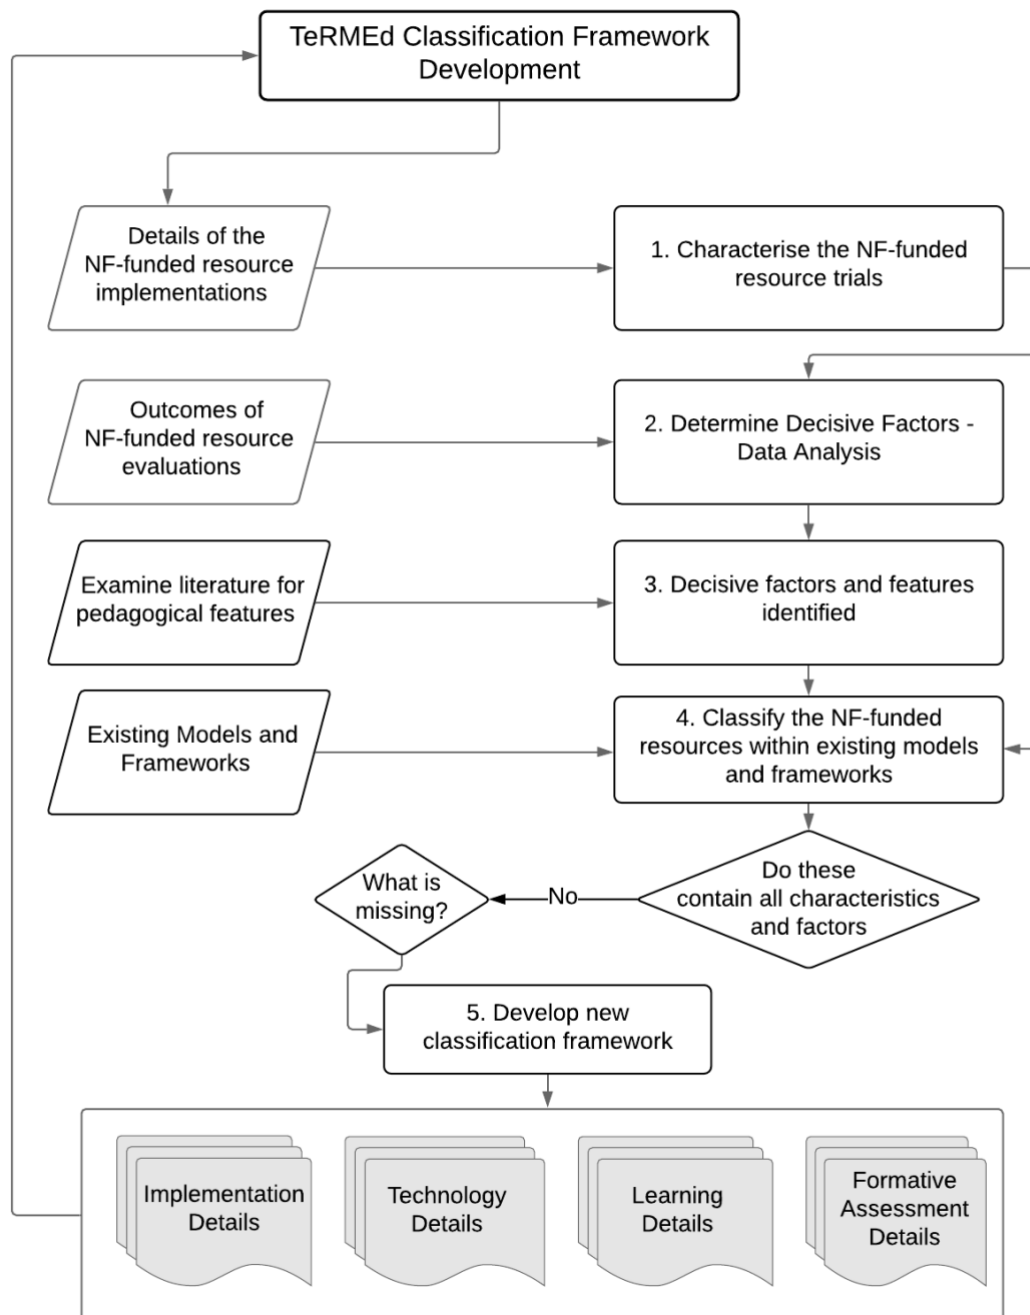 TeRMEd Classification Framework
Development
Details of the
NF-funded resource
implementations
1. Characterise the NF-funded
resource trials
Outcomes of
NF-funded resource
evaluations
2. Determine Decisive Factors -
Data Analysis
Examine literature for
pedagogical features
3. Decisive factors and features
identified
Existing Models and
Frameworks
4. Classify the NF-funded
resources within existing models
and frameworks
Do these
contain all characteristics
and factors
No
What is
missing?
5. Develop new
classification framework
Implementation
Details
Technology
Details
Learning
Details
Formative
Assessment
Details